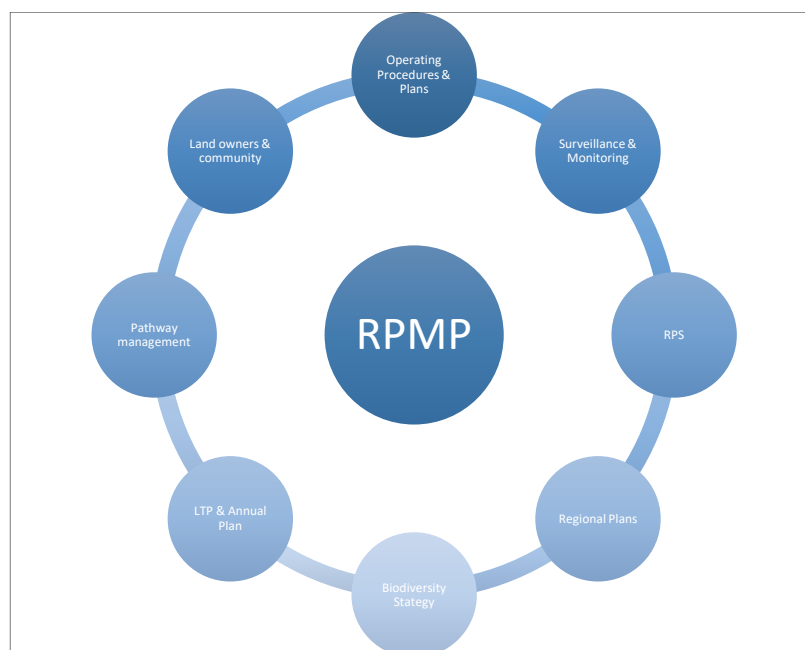 Operating
Procedures &
Plans
Land owners &
community
Surveillance &
Monitoring
Pathway
management
RPMP
RPS
LTP & Annual
Plan
Regional Plans
Biodiversity
Stategy